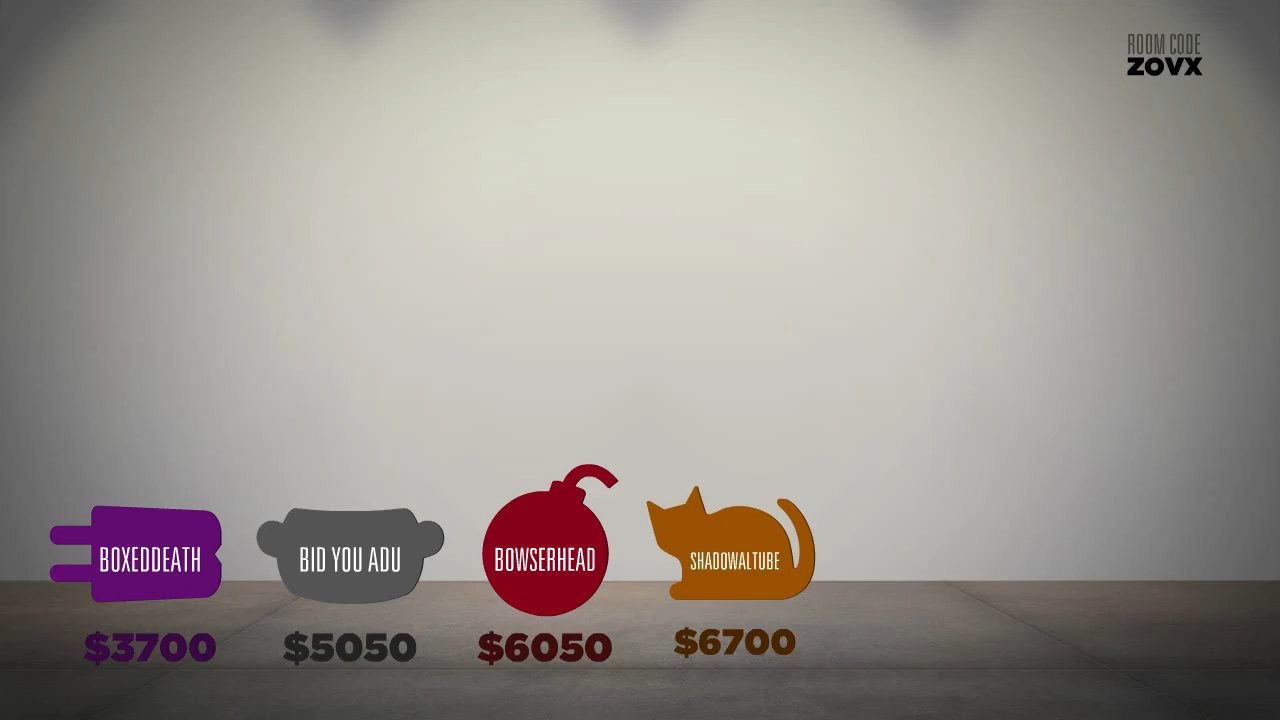 ROOM CODE
ZOVX
BOXEDDEATH
BID YOU ADU
BOWSERHEAD
SHADOWALTUBE
$3700
$5050
$6050
$6700